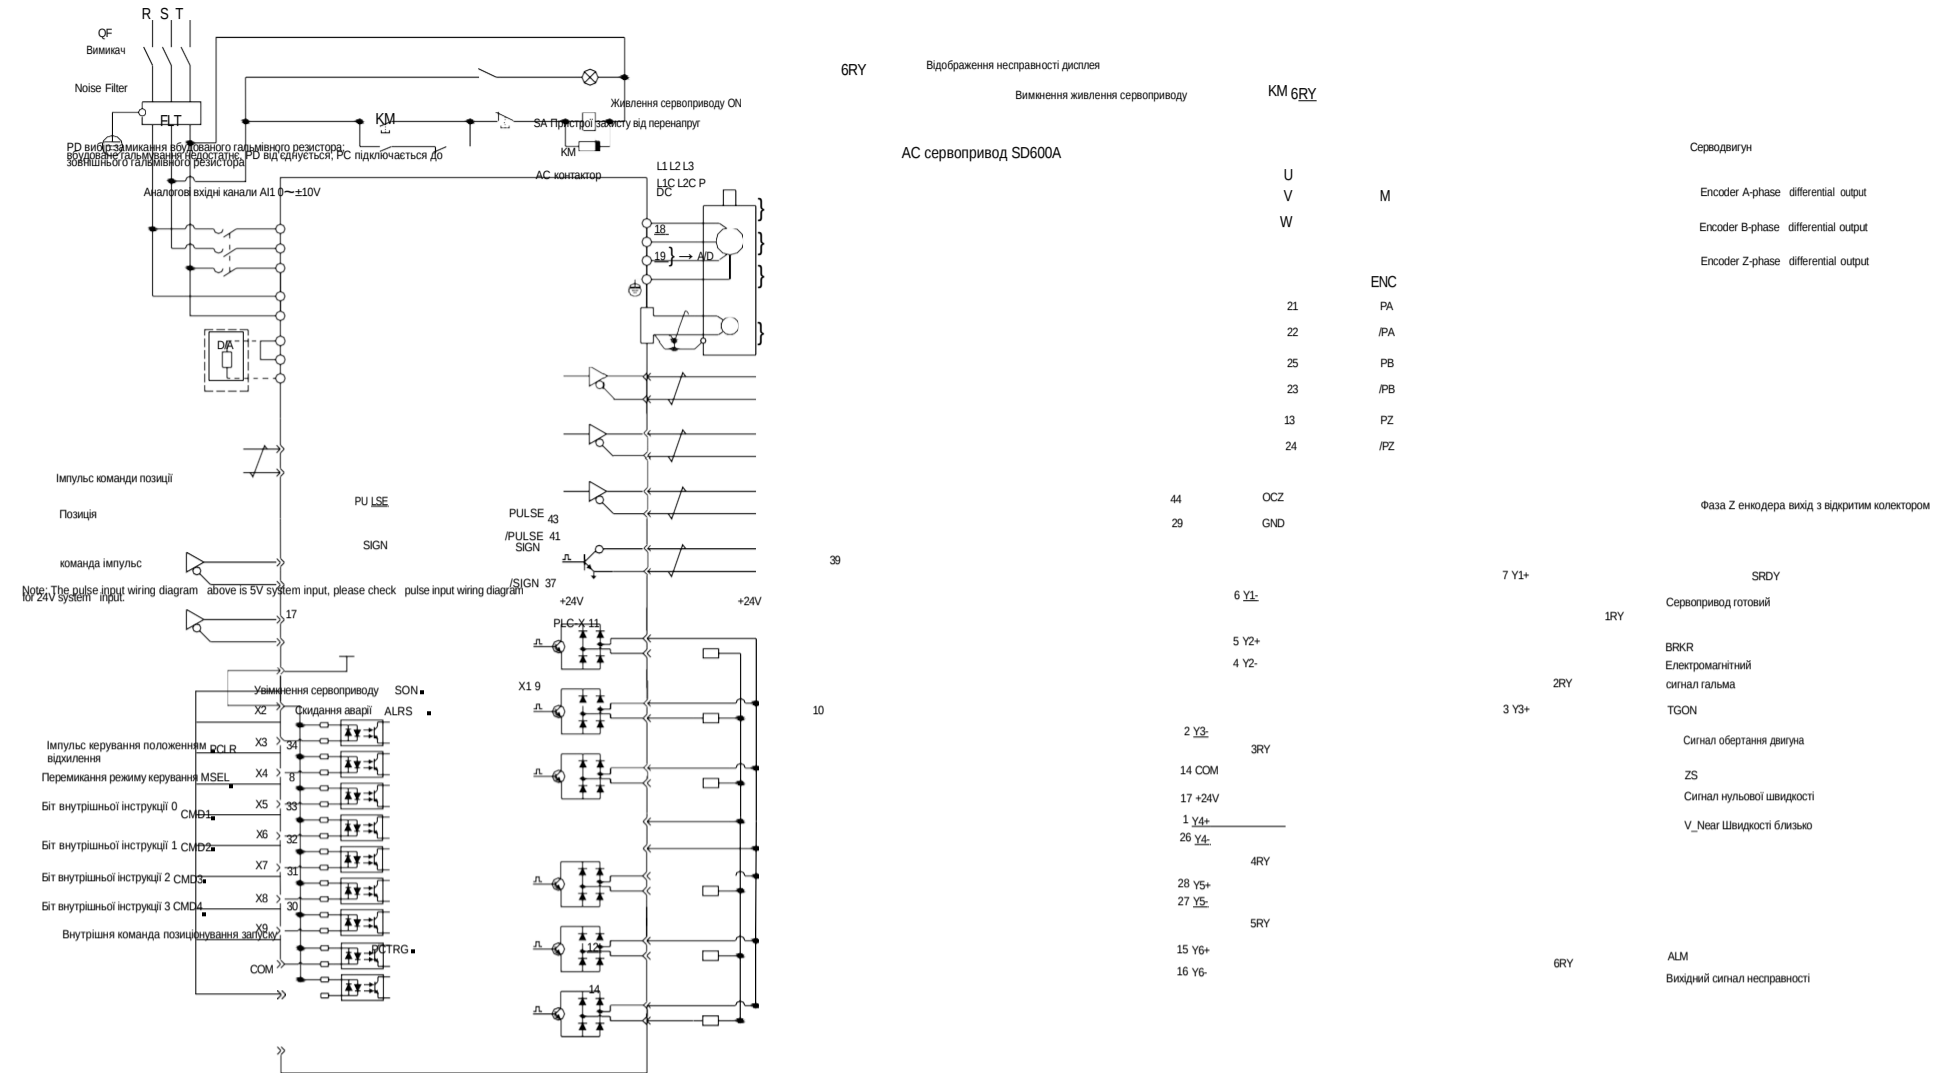 R S T
QF
Вимикач
Noise Filter
FLT
Живлення сервоприводу ON
KM
SA Пристрої захисту від перенапруг
KM
PD вибір замикання вбудованого гальмівного резистора;
вбудоване гальмування недостатнє, PD від'єднується, PC підключається до
зовнішнього гальмівного резистора
АС контактор
Аналогові вхідні канали AI1 0～±10V
L1 L2 L3
L1C L2C P
DC
18
19 } → A/D
D/A
6RY
Відображення несправності дисплея
Вимкнення живлення сервоприводу
KM 6RY
АС сервопривод SD600A
Серводвигун
U
V
M
W
Encoder A-phase differential output
Encoder B-phase differential output
Encoder Z-phase differential output
ENC
21 PA
22 /PA
25 PB
23 /PB
13 PZ
24 /PZ
Імпульс команди позиції
PU LSE
Позиція
PULSE 43
/PULSE 41
SIGN
SIGN
команда імпульс
39
/SIGN 37
Note: The pulse input wiring diagram above is 5V system input, please check pulse input wiring diagram
for 24V system input.
17
+24V
+24V
PLC-X 11
44 OCZ
29 GND
Фаза Z енкодера вихід з відкритим колектором
7 Y1+
SRDY
6 Y1-
Сервопривод готовий
1RY
5 Y2+
BRKR
4 Y2-
Електромагнітний
2RY
сигнал гальма
Увімкнення сервоприводу SON
X1 9
X2 Скидання аварії ALRS
10
3 Y3+
TGON
2 Y3-
Сигнал обертання двигуна
3RY
Імпульс керування положенням PCLR
відхилення
X3 34
Перемикання режиму керування MSEL
X4 8
14 COM
ZS
17 +24V
Сигнал нульової швидкості
Біт внутрішньої інструкції 0
CMD1
X5 33
1 Y4+
V_Near Швидкості близько
26 Y4-
X6 32
Біт внутрішньої інструкції 1 CMD2
4RY
X7 31
Біт внутрішньої інструкції 2 CMD3
28 Y5+
27 Y5-
X8 30
Біт внутрішньої інструкції 3 CMD4
5RY
X9
Внутрішня команда позиціонування запуску
PCTRG
12
15 Y6+
ALM
6RY
COM
16 Y6-
Вихідний сигнал несправності
14